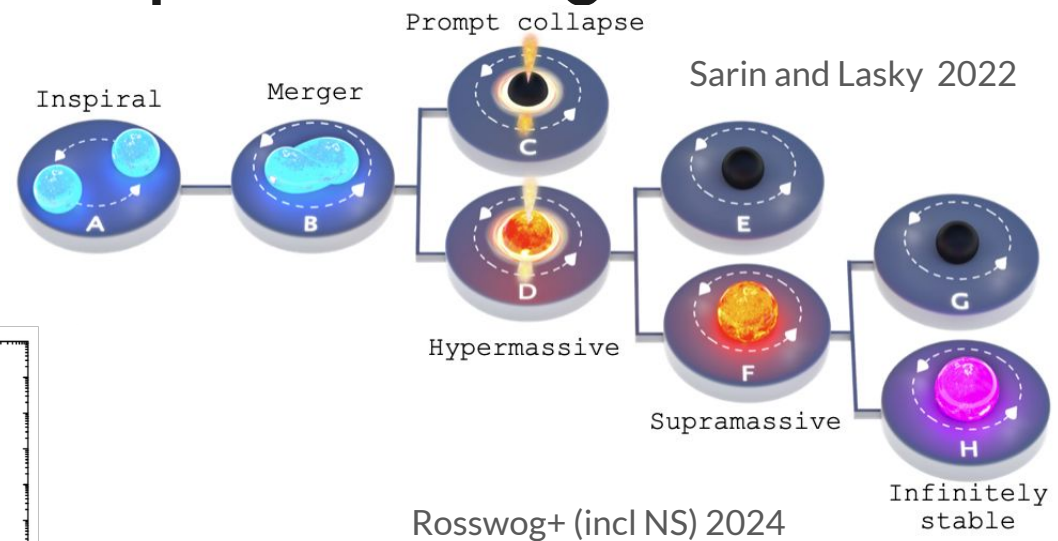 Prompt collapse
Sarin and Lasky 2022
Inspiral
Merger
C
E
A
B
D
G
Hypermassive
F
Supramassive
H
Infinitely
stable
Rosswog+ (incl NS) 2024